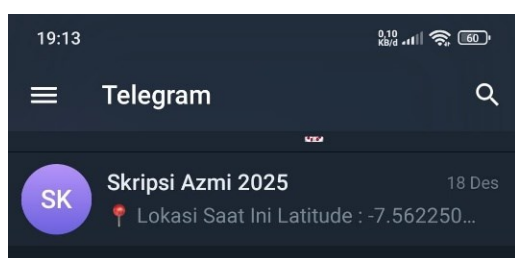 19:13
0,10
KB/d
60
Telegram
SK
Skripsi Azmi 2025
18 Des
📍 Lokasi Saat Ini Latitude : -7.562250...